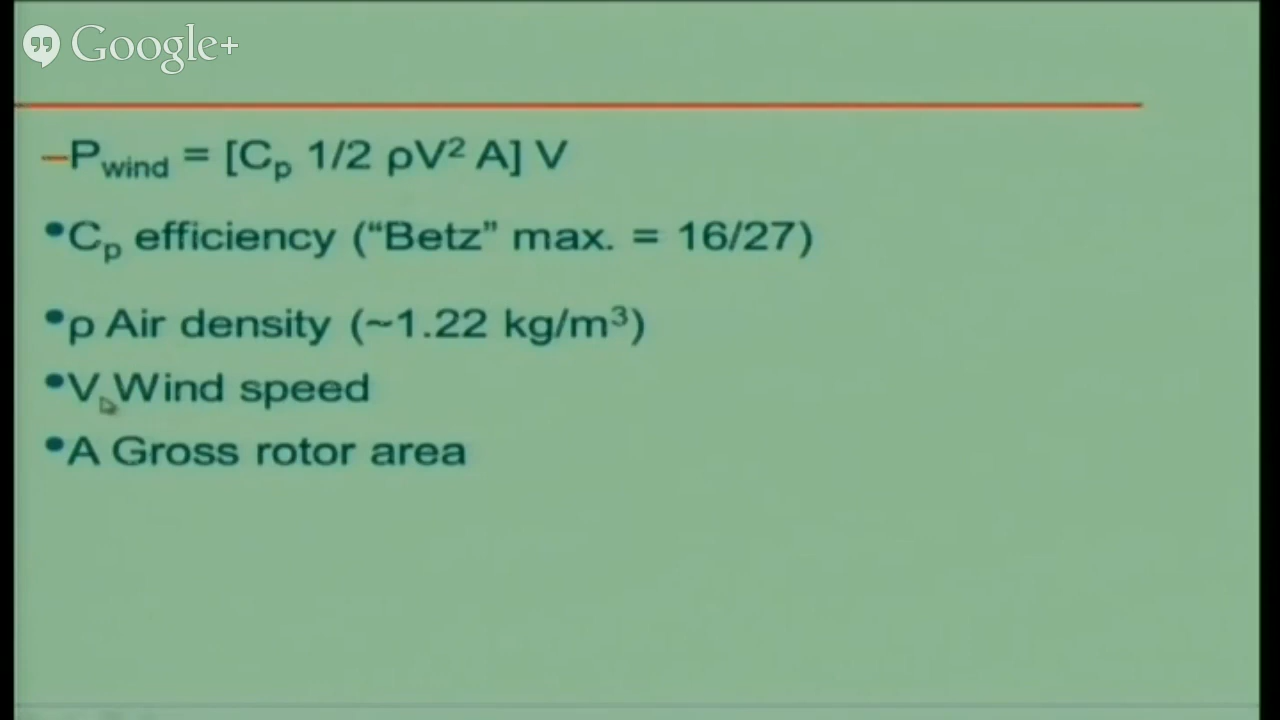 Google+
–Pwind = [Cp 1/2 ρV² A] V
•Cp efficiency (“Betz” max. = 16/27)
•ρ Air density (~1.22 kg/m³)
•V Wind speed
•A Gross rotor area